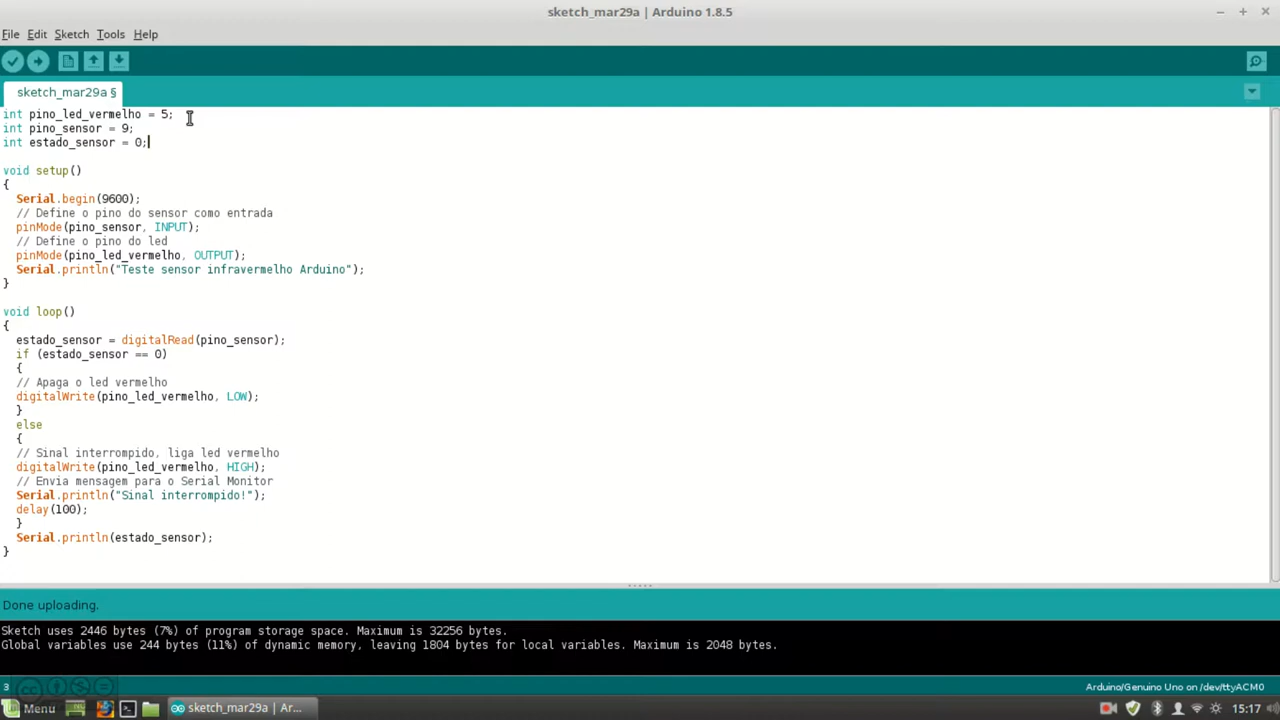 sketch_mar29a | Arduino 1.8.5
File Edit Sketch Tools Help
sketch_mar29a §
int pino_led_vermelho = 5;
int pino_sensor = 9;
int estado_sensor = 0;
void setup()
{
Serial.begin(9600);
// Define o pino do sensor como entrada
pinMode(pino_sensor, INPUT);
// Define o pino do led
pinMode(pino_led_vermelho, OUTPUT);
Serial.println("Teste sensor infravermelho Arduino");
}
void loop()
{
estado_sensor = digitalRead(pino_sensor);
if (estado_sensor == 0)
{
// Apaga o led vermelho
digitalWrite(pino_led_vermelho, LOW);
}
else
{
// Sinal interrompido, liga led vermelho
digitalWrite(pino_led_vermelho, HIGH);
// Envia mensagem para o Serial Monitor
Serial.println("Sinal interrompido!");
delay(100);
}
Serial.println(estado_sensor);
}
Done uploading.
Sketch uses 2446 bytes (7%) of program storage space. Maximum is 32256 bytes.
Global variables use 244 bytes (11%) of dynamic memory, leaving 1804 bytes for local variables. Maximum is 2048 bytes.
3 Arduino/Genuino Uno on /dev/ttyACM0
Menu sketch_mar29a | Ar... 15:17